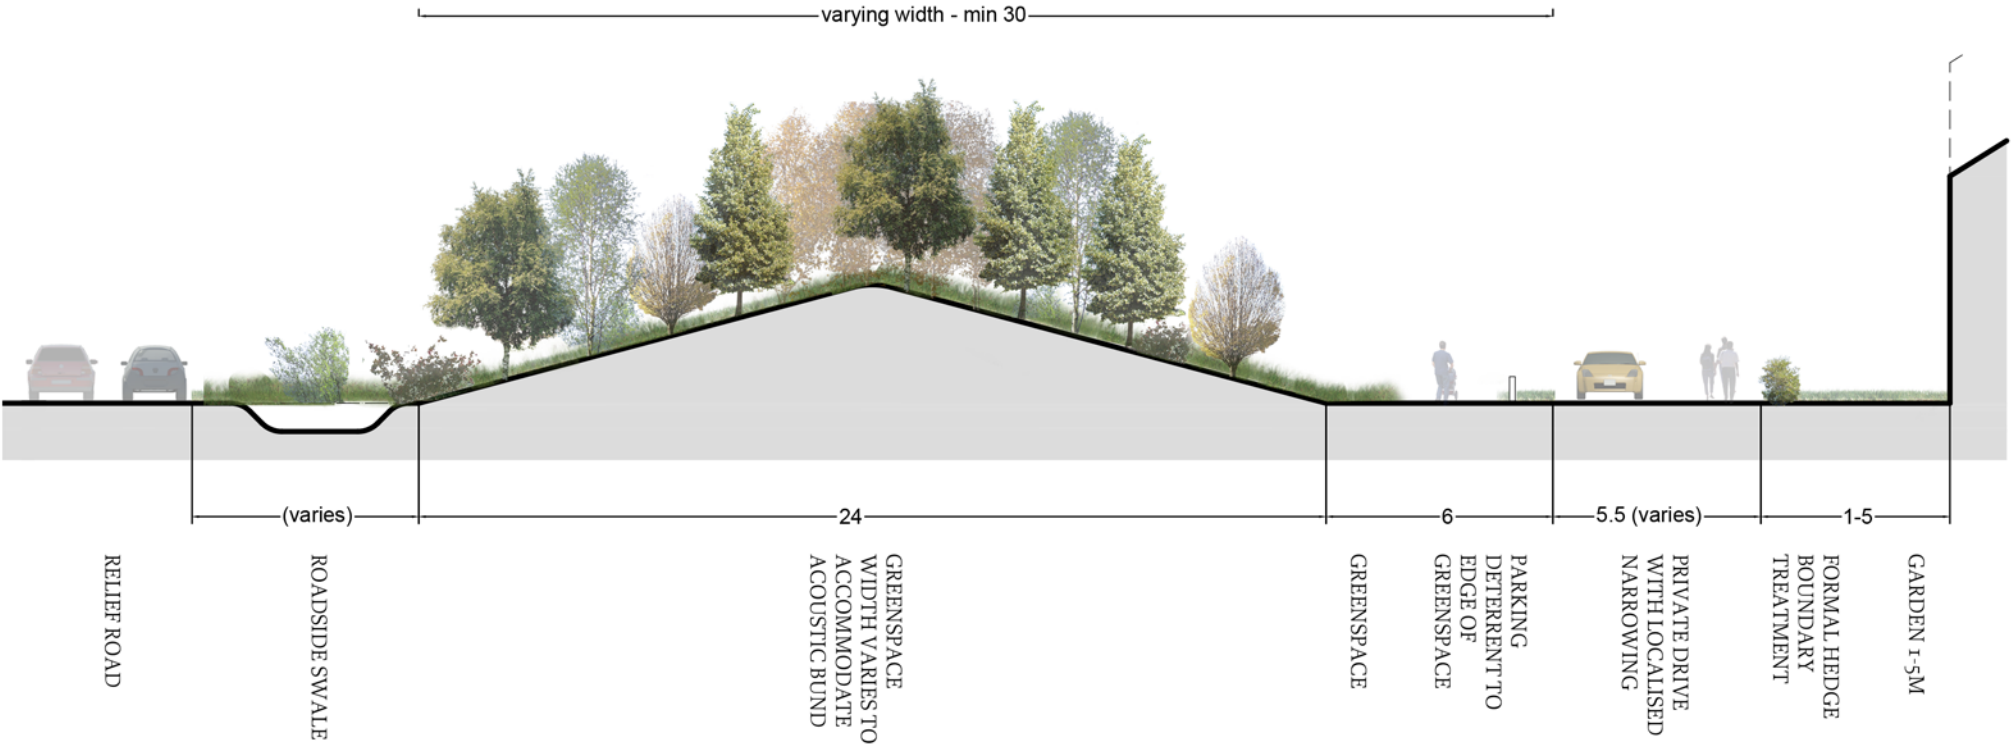 varying width - min 30
(varies)
24
6
5.5 (varies)
1-5
RELIEF ROAD
ROADSIDE SWALE
GREENSPACE
WIDTH VARIES TO
ACCOMMODATE
ACOUSTIC BUND
GREENSPACE
PARKING
DETERRENT TO
EDGE OF
GREENSPACE
PRIVATE DRIVE
WITH LOCALISED
NARROWING
FORMAL HEDGE
BOUNDARY
TREATMENT
GARDEN 1-5M